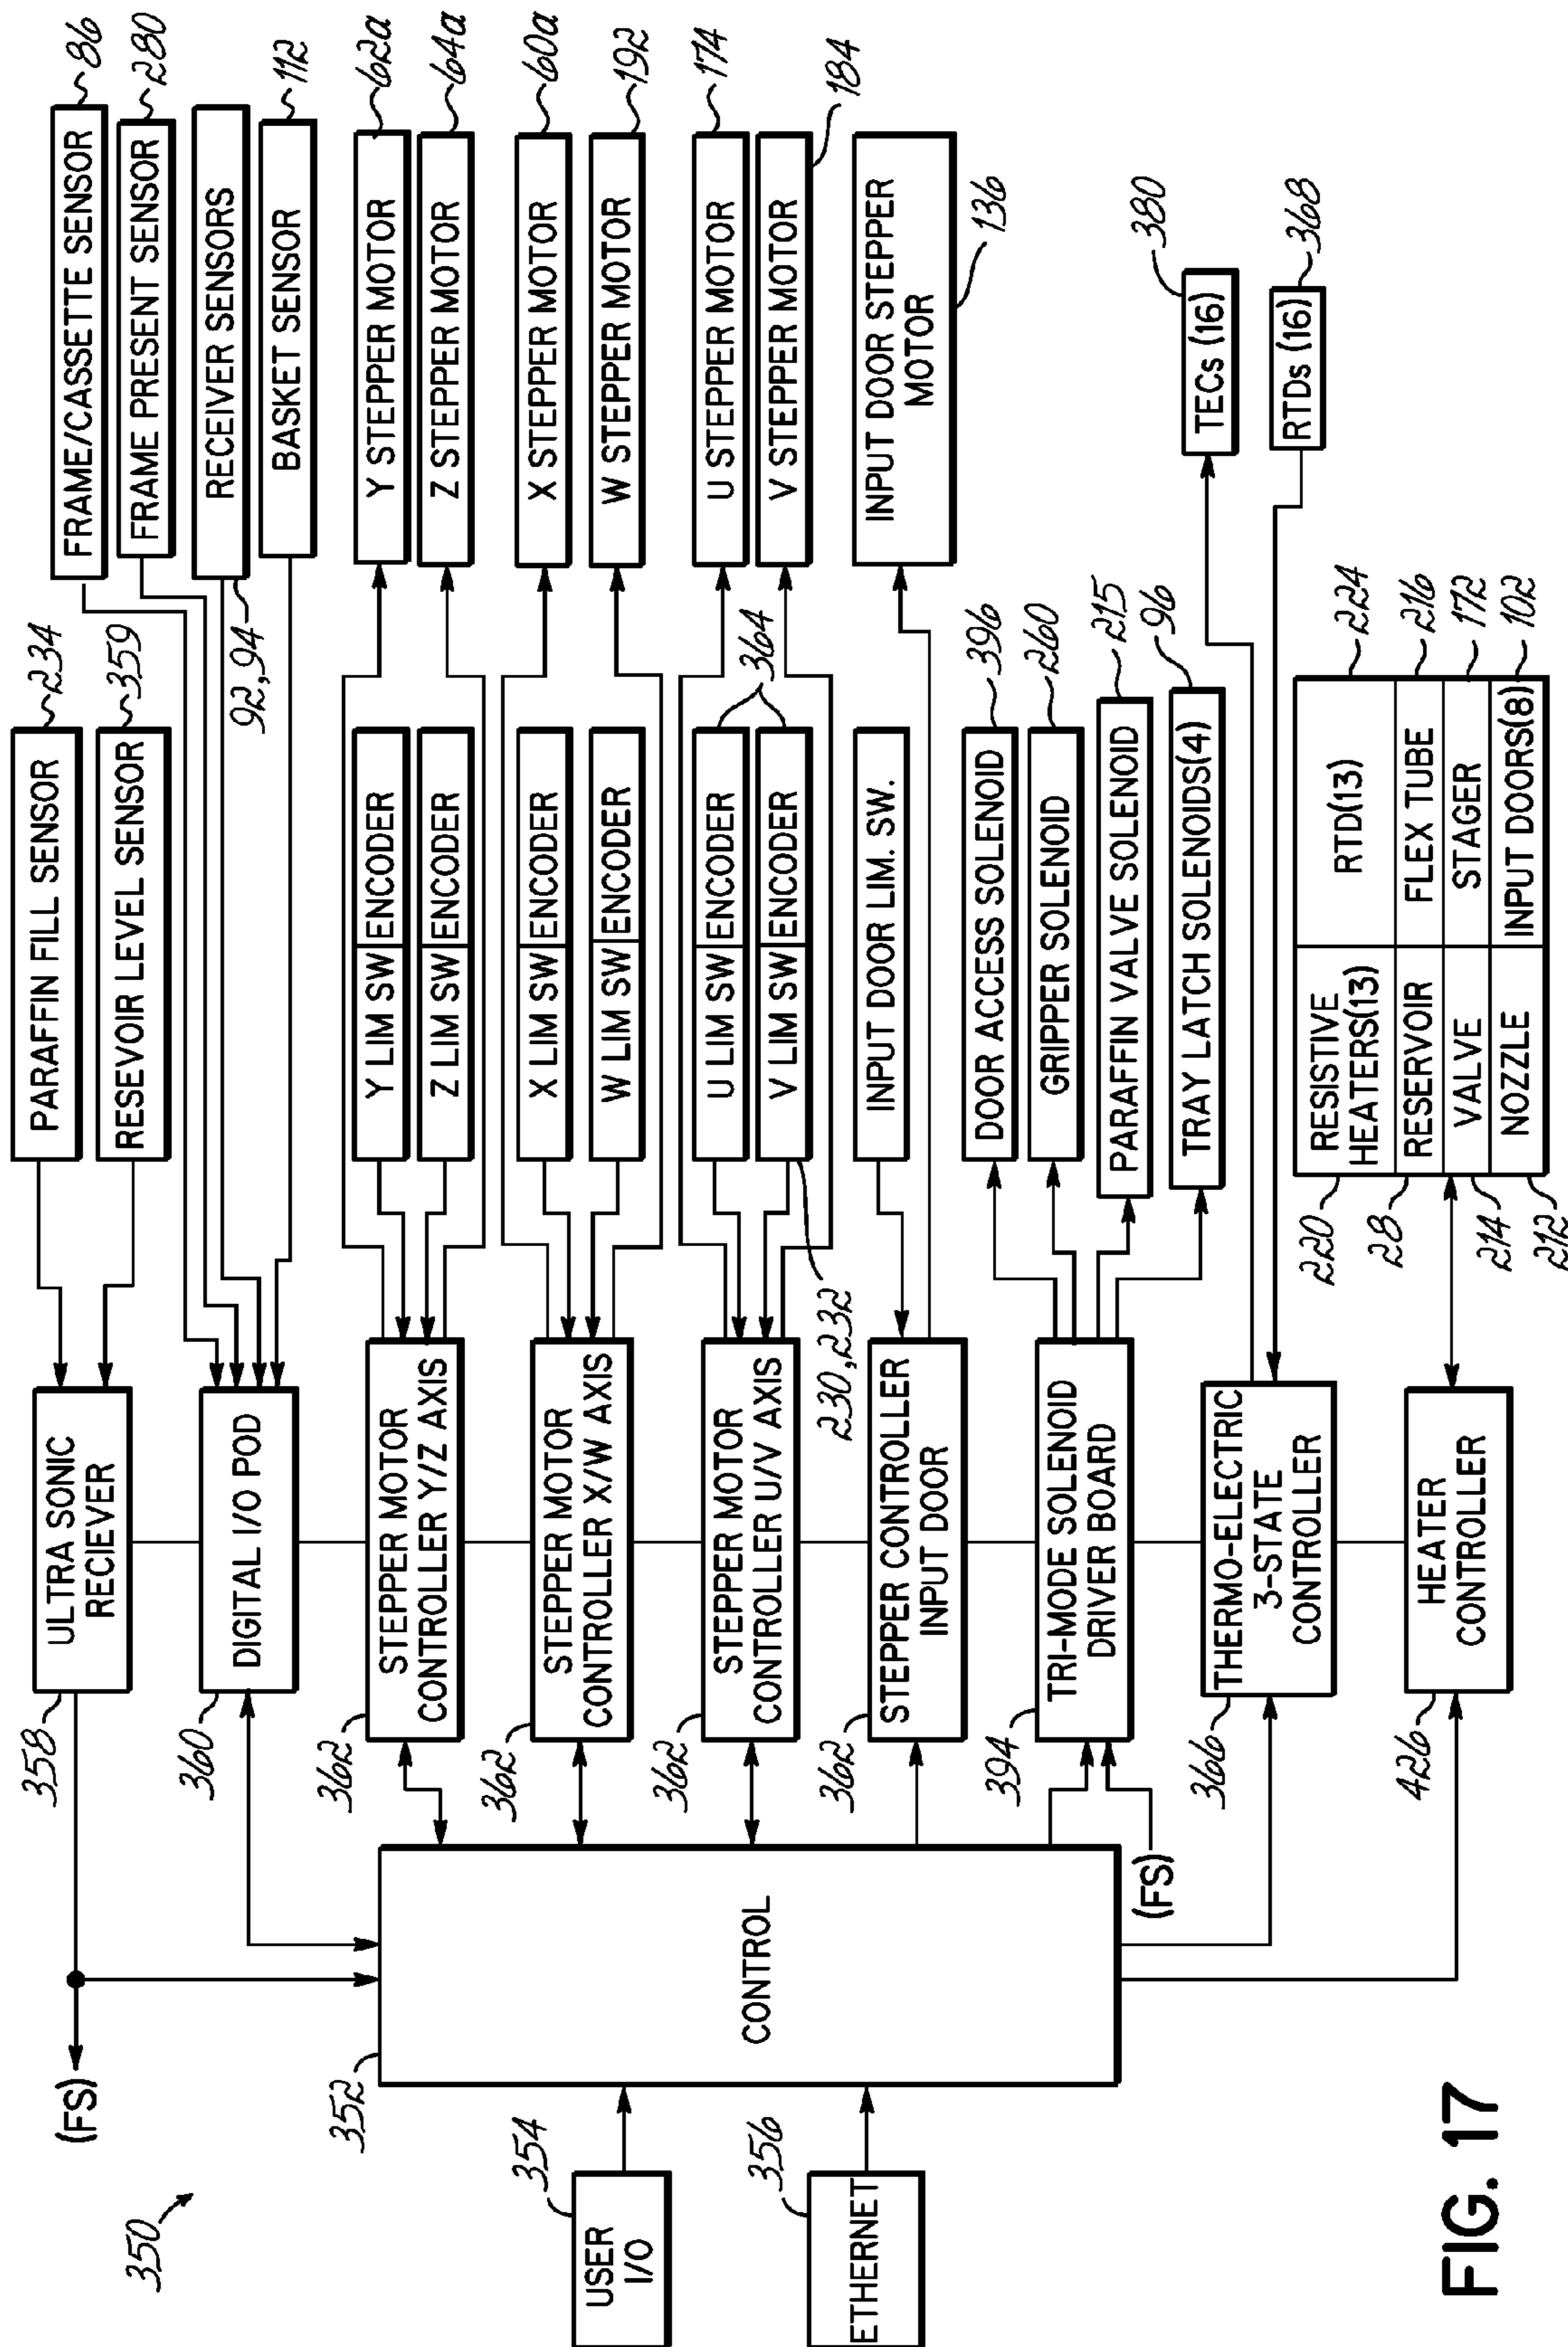 350
(FS)
USER
I/O
354
ETHERNET
356
352
CONTROL
(FS)
358
ULTRA SONIC
RECIEVER
360
DIGITAL I/O POD
362
STEPPER MOTOR
CONTROLLER Y/Z AXIS
362
STEPPER MOTOR
CONTROLLER X/W AXIS
362
STEPPER MOTOR
CONTROLLER U/V AXIS
362
STEPPER CONTROLLER
INPUT DOOR
394
TRI-MODE SOLENOID
DRIVER BOARD
366
THERMO-ELECTRIC
3-STATE
CONTROLLER
426
HEATER
CONTROLLER
PARAFFIN FILL SENSOR
234
RESEVOIR LEVEL SENSOR
359
Y LIM SW
ENCODER
Z LIM SW
ENCODER
X LIM SW
ENCODER
W LIM SW
ENCODER
U LIM SW
ENCODER
V LIM SW
ENCODER
364
230,232
INPUT DOOR LIM. SW.
DOOR ACCESS SOLENOID
396
GRIPPER SOLENOID
260
PARAFFIN VALVE SOLENOID
215
TRAY LATCH SOLENOIDS(4)
96
220
RESISTIVE
HEATERS(13)
RTD(13)
224
28
RESERVOIR
FLEX TUBE
216
214
VALVE
STAGER
172
212
NOZZLE
INPUT DOORS(8)
102
FRAME/CASSETTE SENSOR
86
FRAME PRESENT SENSOR
280
92,94
RECEIVER SENSORS
BASKET SENSOR
112
Y STEPPER MOTOR
62a
Z STEPPER MOTOR
64a
X STEPPER MOTOR
60a
W STEPPER MOTOR
192
U STEPPER MOTOR
174
V STEPPER MOTOR
184
INPUT DOOR STEPPER
MOTOR
136
TECs (16)
380
RTDs (16)
368
FIG. 17